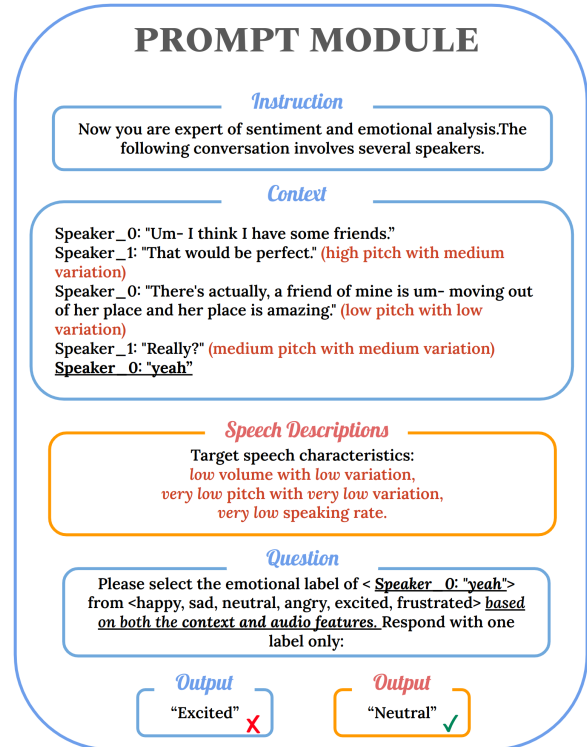 PROMPT MODULE
Instruction
Now you are expert of sentiment and emotional analysis.The
following conversation involves several speakers.
Context
Speaker_0: "Um- I think I have some friends.”
Speaker_1: "That would be perfect." (high pitch with medium
variation)
Speaker_0: "There's actually, a friend of mine is um- moving out
of her place and her place is amazing." (low pitch with low
variation)
Speaker_1: "Really?" (medium pitch with medium variation)
Speaker_0: "yeah”
Speech Descriptions
Target speech characteristics:
low volume with low variation,
very low pitch with very low variation,
very low speaking rate.
Question
Please select the emotional label of < Speaker_0: "yeah">
from <happy, sad, neutral, angry, excited, frustrated> based
on both the context and audio features. Respond with one
label only:
Output
“Excited” X
Output
“Neutral” ✓